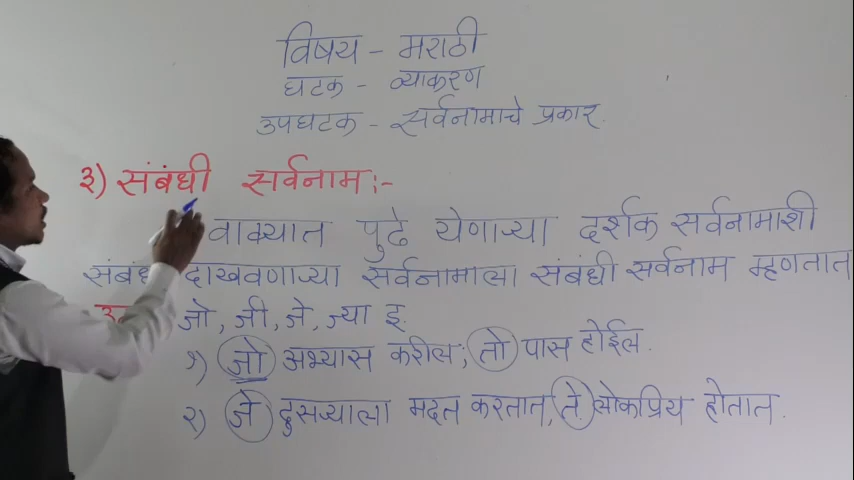 विषय - मराठी
घटक - व्याकरण
उपघटक - सर्वनामाचे प्रकार.
३) संबंधी सर्वनाम :-
वाक्यात पुढे येणाऱ्या दर्शक सर्वनामाशी
संबंध दाखवणाऱ्या सर्वनामाला संबंधी सर्वनाम म्हणतात
जो, जी, जे, ज्या इ.
१) जो अभ्यास करील; तो पास होईल.
२) जे दुसऱ्याला मदत करतात, ते लोकप्रिय होतात.